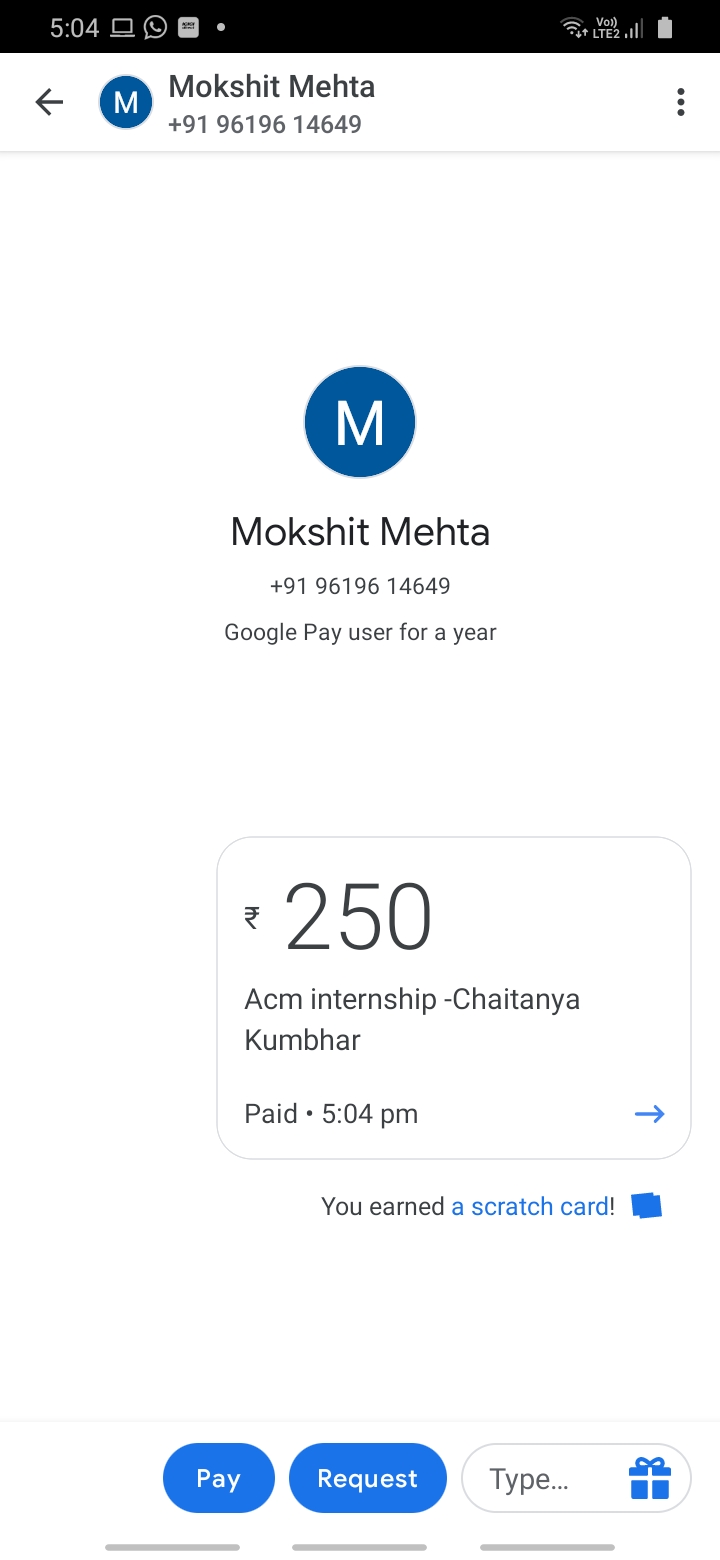 5:04
Vo))
LTE2
M
Mokshit Mehta
+91 96196 14649
M
Mokshit Mehta
+91 96196 14649
Google Pay user for a year
₹ 250
Acm internship -Chaitanya
Kumbhar
Paid • 5:04 pm
You earned a scratch card!
Pay
Request
Type...